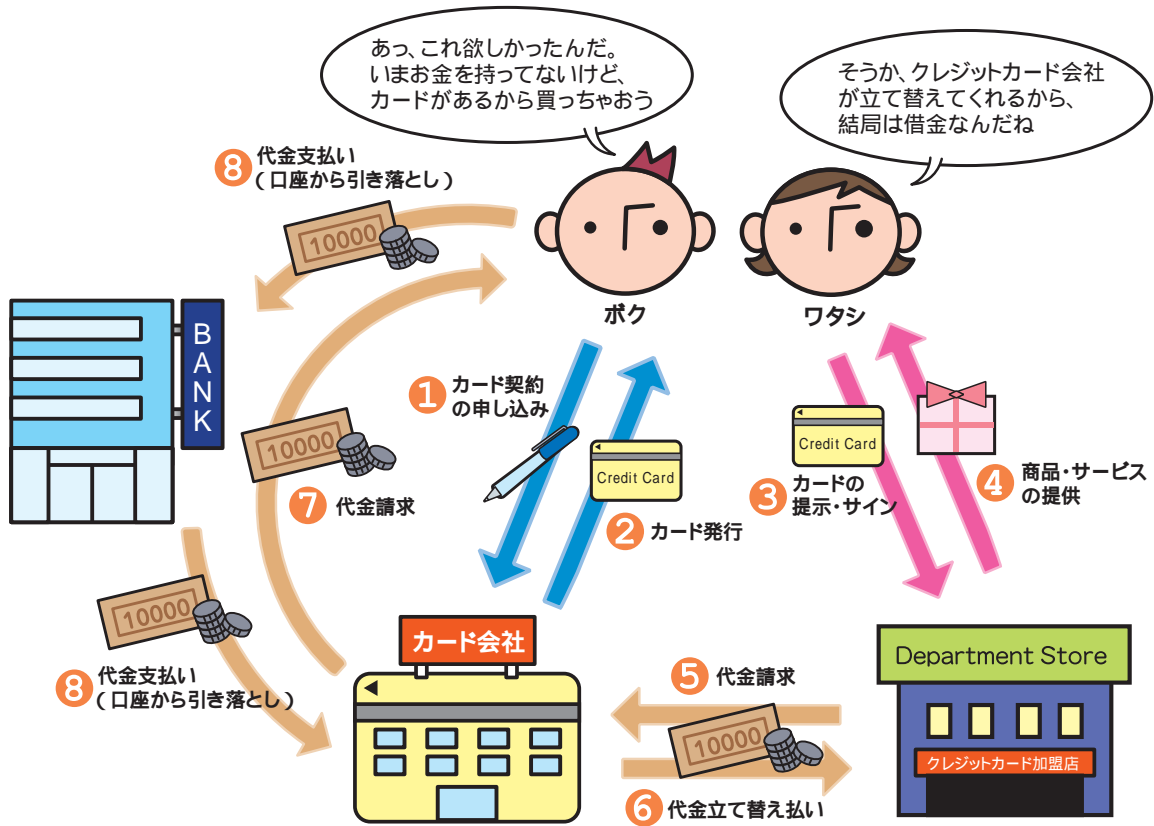 あっ、これ欲しかったんだ。
いまお金を持ってないけど、
カードがあるから買っちゃおう
そうか、クレジットカード会社
が立て替えてくれるから、
結局は借金なんだね
8 代金支払い
(口座から引き落とし)
10000
ボク
ワタシ
BANK
1 カード契約
の申し込み
10000
7 代金請求
Credit Card
2 カード発行
Credit Card
3 カードの
提示・サイン
4 商品・サービス
の提供
10000
8 代金支払い
(口座から引き落とし)
カード会社
5 代金請求
10000
6 代金立て替え払い
Department Store
クレジットカード加盟店